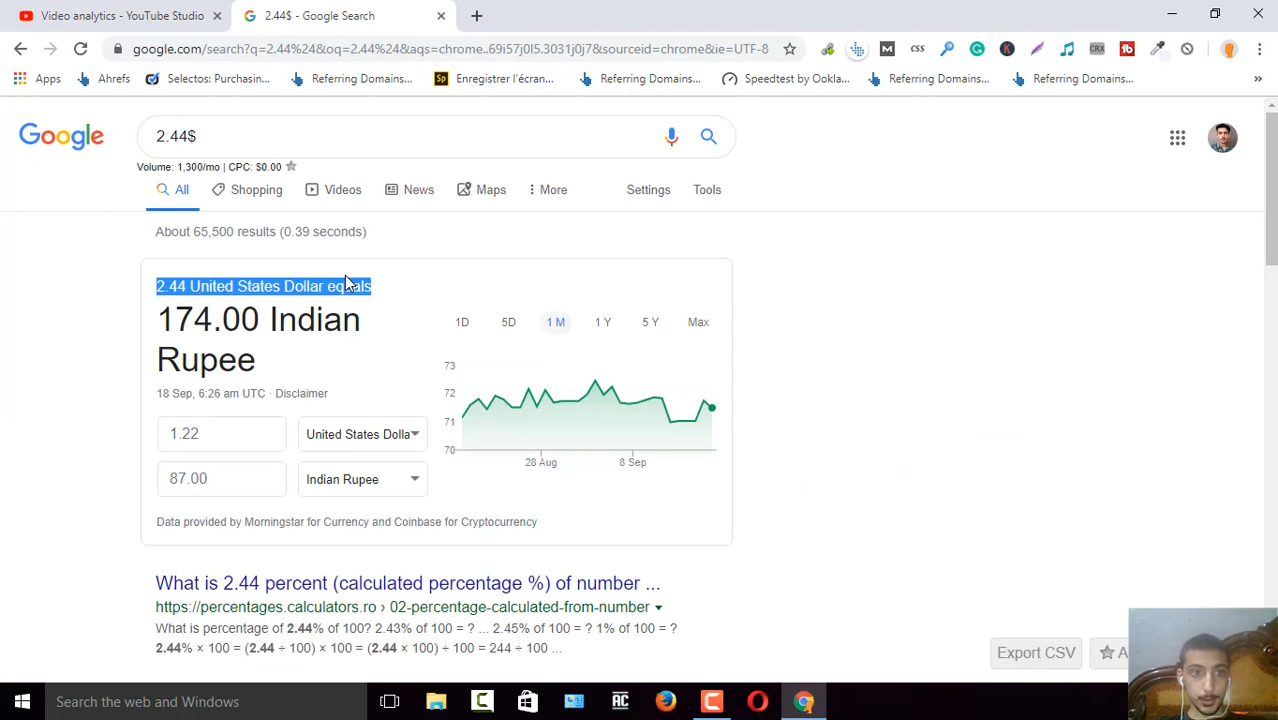 Video analytics - YouTube Studio
2.44$ - Google Search
google.com/search?q=2.44%24&oq=2.44%24&aqs=chrome..69i57j0l5.3031j0j7&sourceid=chrome&ie=UTF-8
Apps
Ahrefs
Selectos: Purchasin...
Referring Domains...
Enregistrer l'écran...
Referring Domains...
Speedtest by Ookla...
Referring Domains...
Referring Domains...
Google
2.44$
Volume: 1,300/mo | CPC: $0.00
All
Shopping
Videos
News
Maps
More
Settings
Tools
About 65,500 results (0.39 seconds)
2.44 United States Dollar equals
174.00 Indian
Rupee
18 Sep, 6:26 am UTC · Disclaimer
1.22
United States Dolla
87.00
Indian Rupee
1D
5D
1 M
1 Y
5 Y
Max
73
72
71
70
28 Aug
8 Sep
Data provided by Morningstar for Currency and Coinbase for Cryptocurrency
What is 2.44 percent (calculated percentage %) of number ...
https://percentages.calculators.ro › 02-percentage-calculated-from-number
What is percentage of 2.44% of 100? 2.43% of 100 = ? ... 2.45% of 100 = ? 1% of 100 = ?
2.44% × 100 = (2.44 ÷ 100) × 100 = (2.44 × 100) ÷ 100 = 244 ÷ 100 ...
Export CSV
A
Search the web and Windows